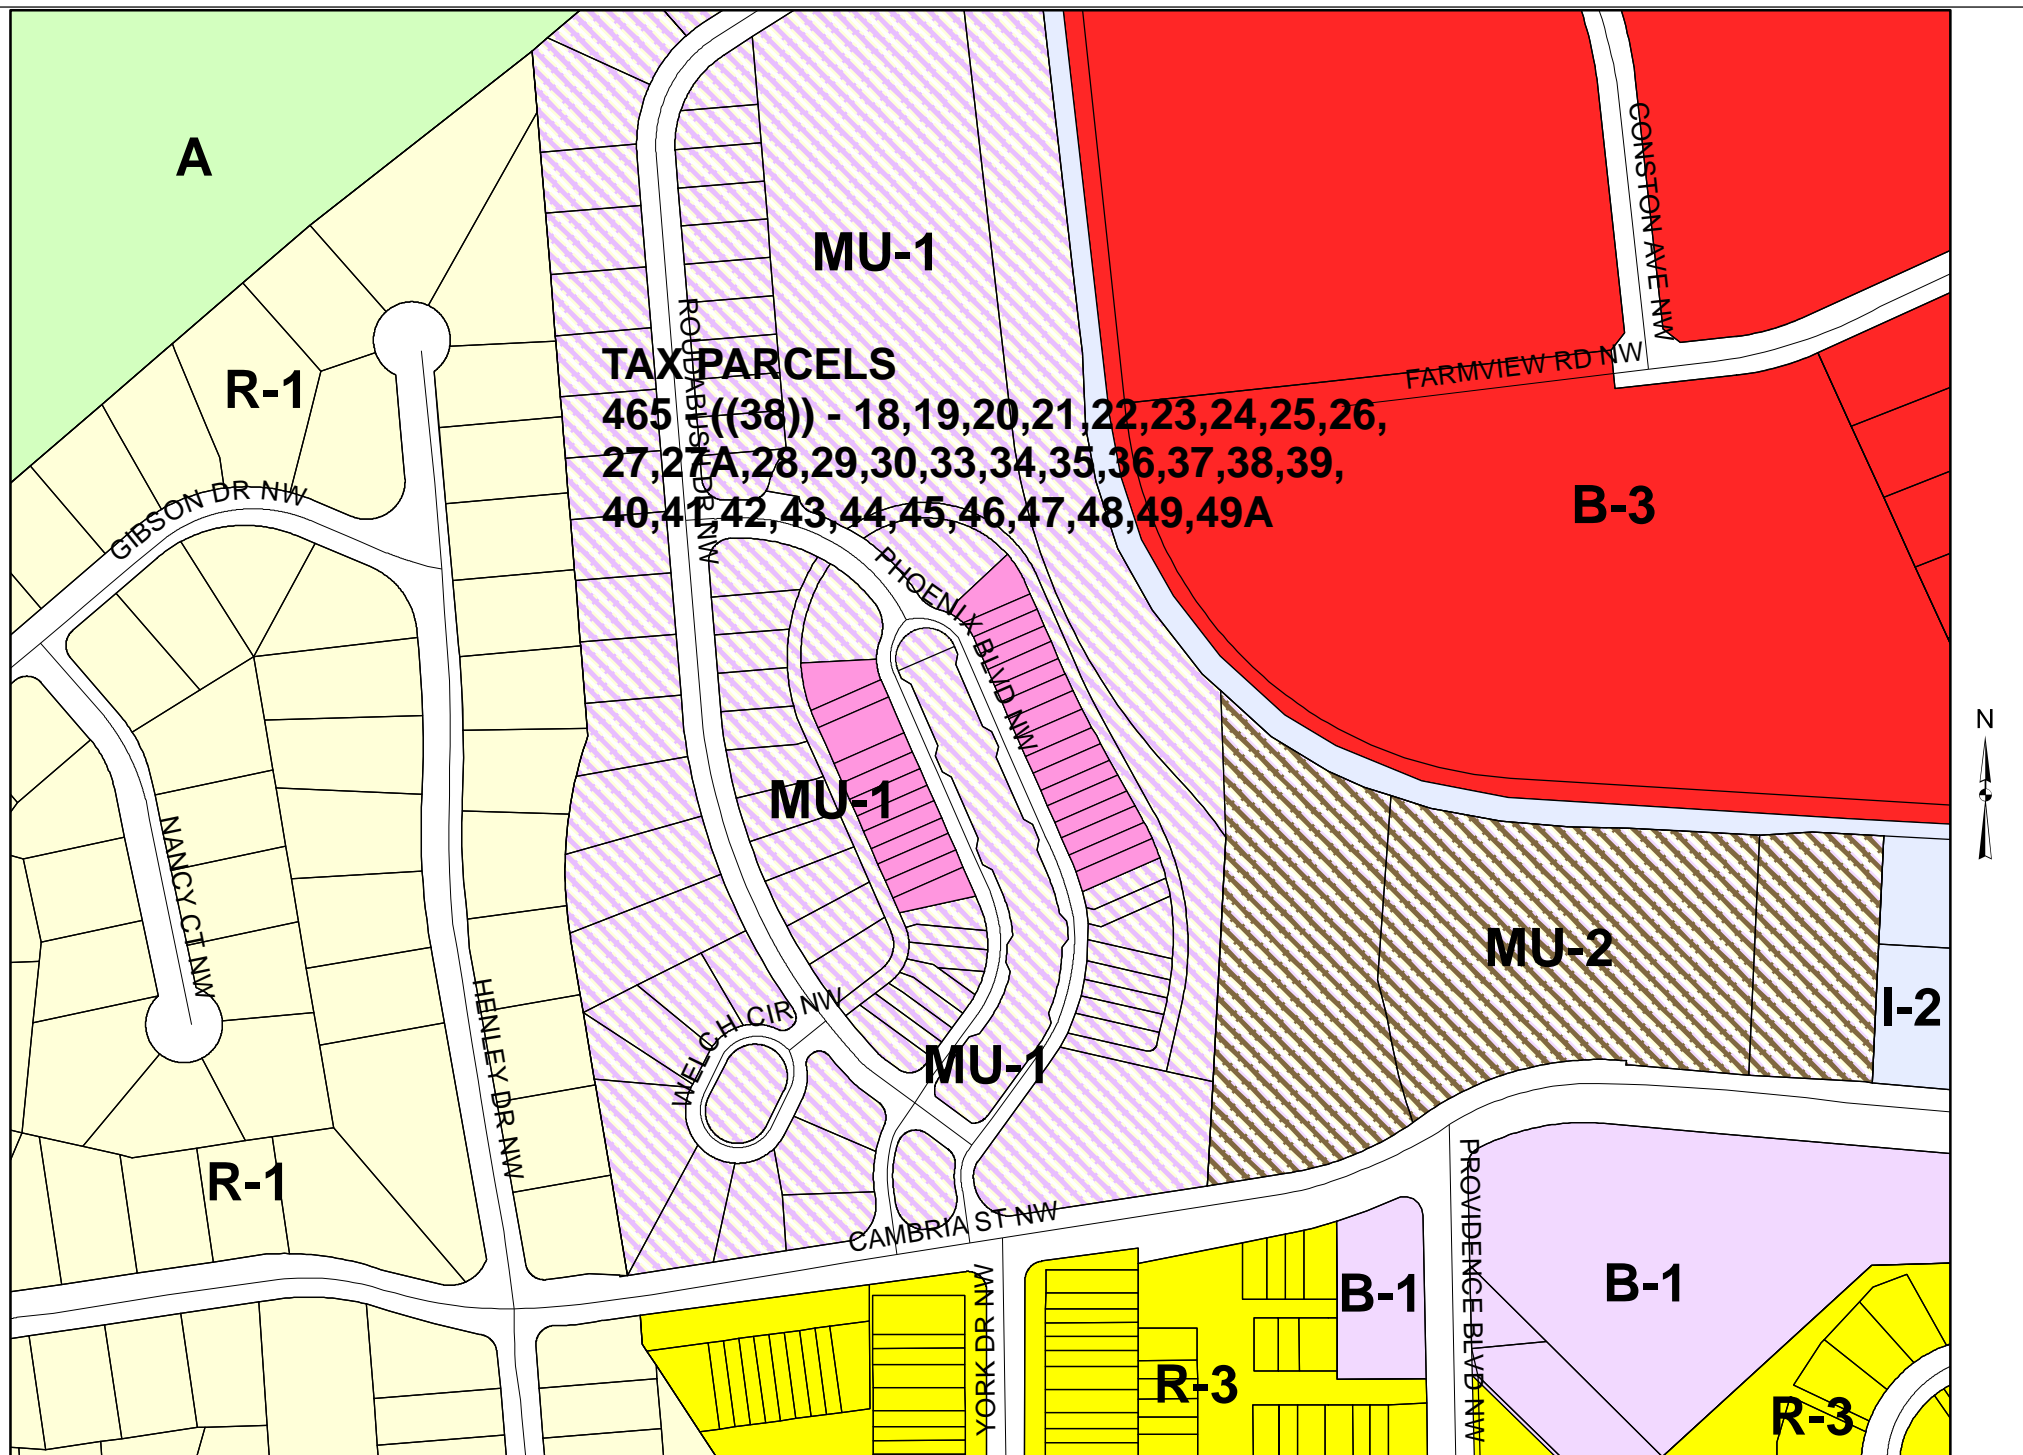 A
CONSTON AVE NW
MU-1
ROUDABUSH DR NW
TAX PARCELS
FARMVIEW RD NW
R-1
465 - ((38)) - 18,19,20,21,22,23,24,25,26,
27,27A,28,29,30,33,34,35,36,37,38,39,
40,41,42,43,44,45,46,47,48,49,49A
B-3
GIBSON DR NW
PHOENIX BLVD NW
N
MU-1
NANCY CT NW
MU-2
HENLEY DR NW
WELCH CIR NW
I-2
MU-1
R-1
PROVIDENCE BLVD NW
CAMBRIA ST NW
YORK DR NW
B-1
B-1
R-3
R-3